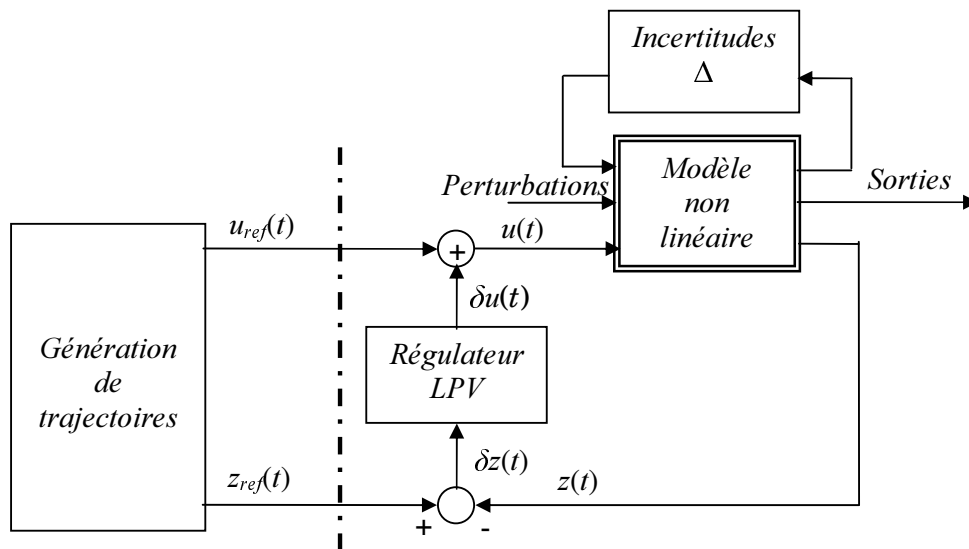 Incertitudes
Δ
Modèle
non
linéaire
Perturbations
Sorties
u_ref(t)
u(t)
+
δu(t)
Génération
de
trajectoires
Régulateur
LPV
δz(t)
z_ref(t)
z(t)
+
-